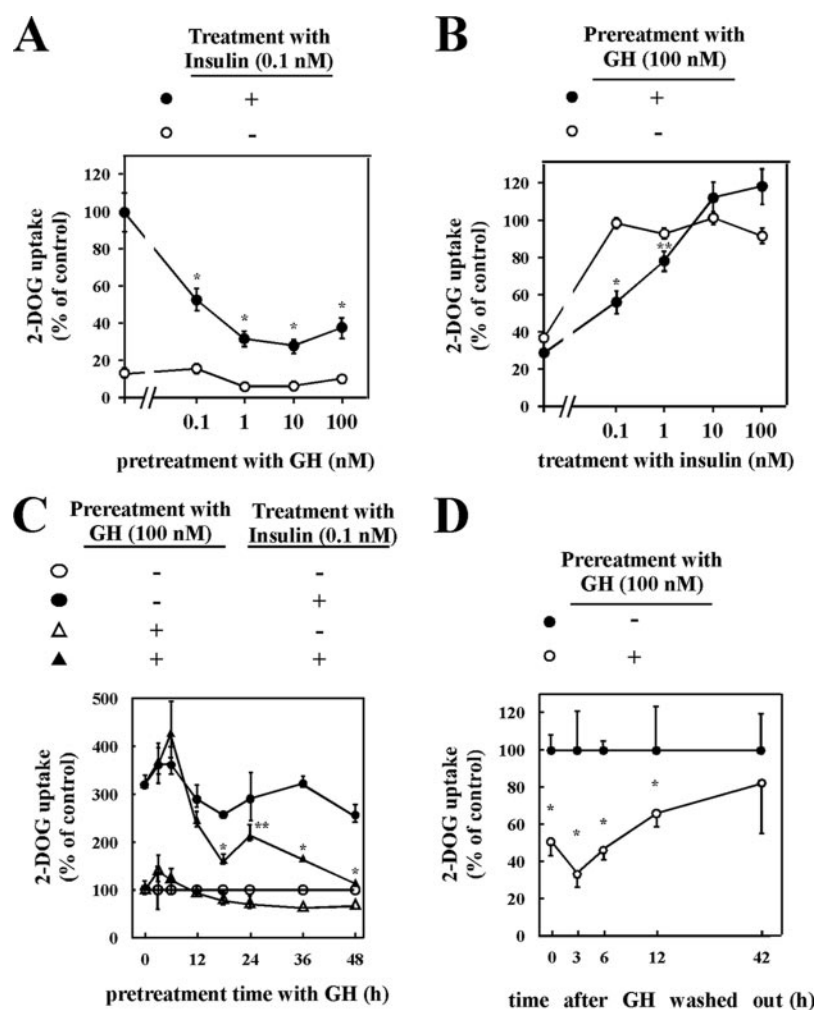 A
Treatment with
Insulin (0.1 nM)
+
-
2-DOG uptake
(% of control)
120
100
80
60
40
20
0
*
*
*
*
0.1 1 10 100
pretreatment with GH (nM)
B
Prereatment with
GH (100 nM)
+
-
2-DOG uptake
(% of control)
120
100
80
60
40
20
0
*
**
0.1 1 10 100
treatment with insulin (nM)
C
Prereatment with
GH (100 nM)
Treatment with
Insulin (0.1 nM)
- -
- +
+ -
+ +
2-DOG uptake
(% of control)
500
400
300
200
100
0
*
**
*
*
0 12 24 36 48
pretreatment time with GH (h)
D
Prereatment with
GH (100 nM)
-
+
2-DOG uptake
(% of control)
120
100
80
60
40
20
0
*
*
*
*
0 3 6 12 42
time after GH washed out (h)